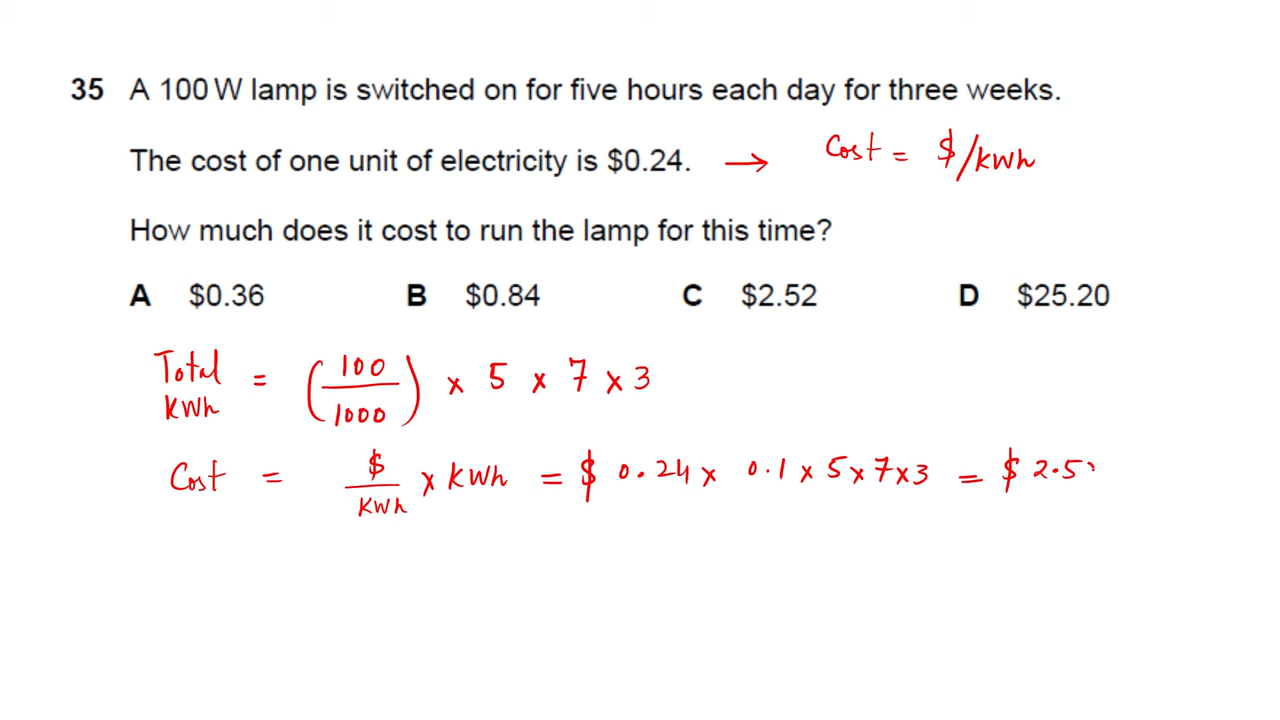 35 A 100 W lamp is switched on for five hours each day for three weeks.
The cost of one unit of electricity is $0.24. → Cost = $/kWh
How much does it cost to run the lamp for this time?
A $0.36 B $0.84 C $2.52 D $25.20
Total kWh = (100/1000) × 5 × 7 × 3
Cost = $/kWh × kWh = $ 0.24 × 0.1 × 5 × 7 × 3 = $ 2.5